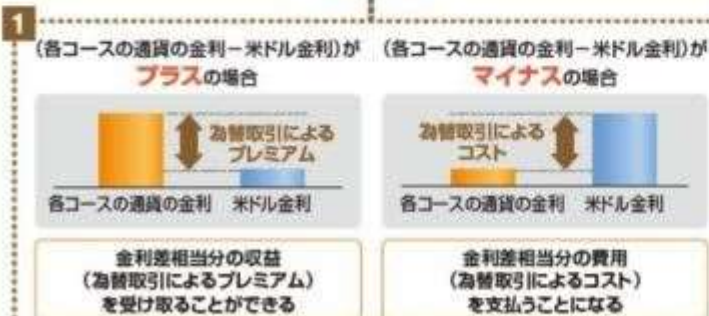 1
(各コースの通貨の金利－米ドル金利)が
プラスの場合
為替取引による
プレミアム
各コースの通貨の金利 米ドル金利
金利差相当分の収益
(為替取引によるプレミアム)
を受け取ることができる
(各コースの通貨の金利－米ドル金利)が
マイナスの場合
為替取引による
コスト
各コースの通貨の金利 米ドル金利
金利差相当分の費用
(為替取引によるコスト)
を支払うことになる